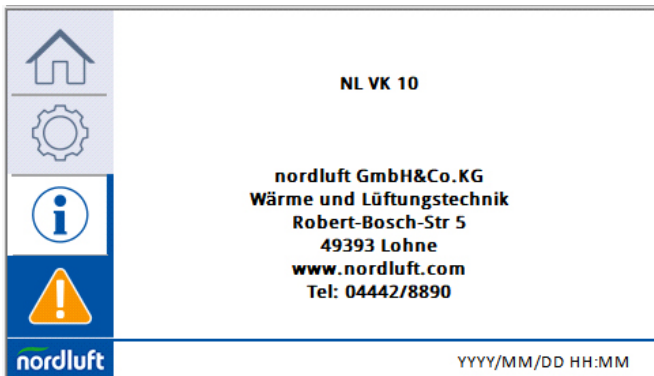 NL VK 10
nordluft GmbH&Co.KG
Wärme und Lüftungstechnik
Robert-Bosch-Str 5
49393 Lohne
www.nordluft.com
Tel: 04442/8890
nordluft
YYYY/MM/DD HH:MM